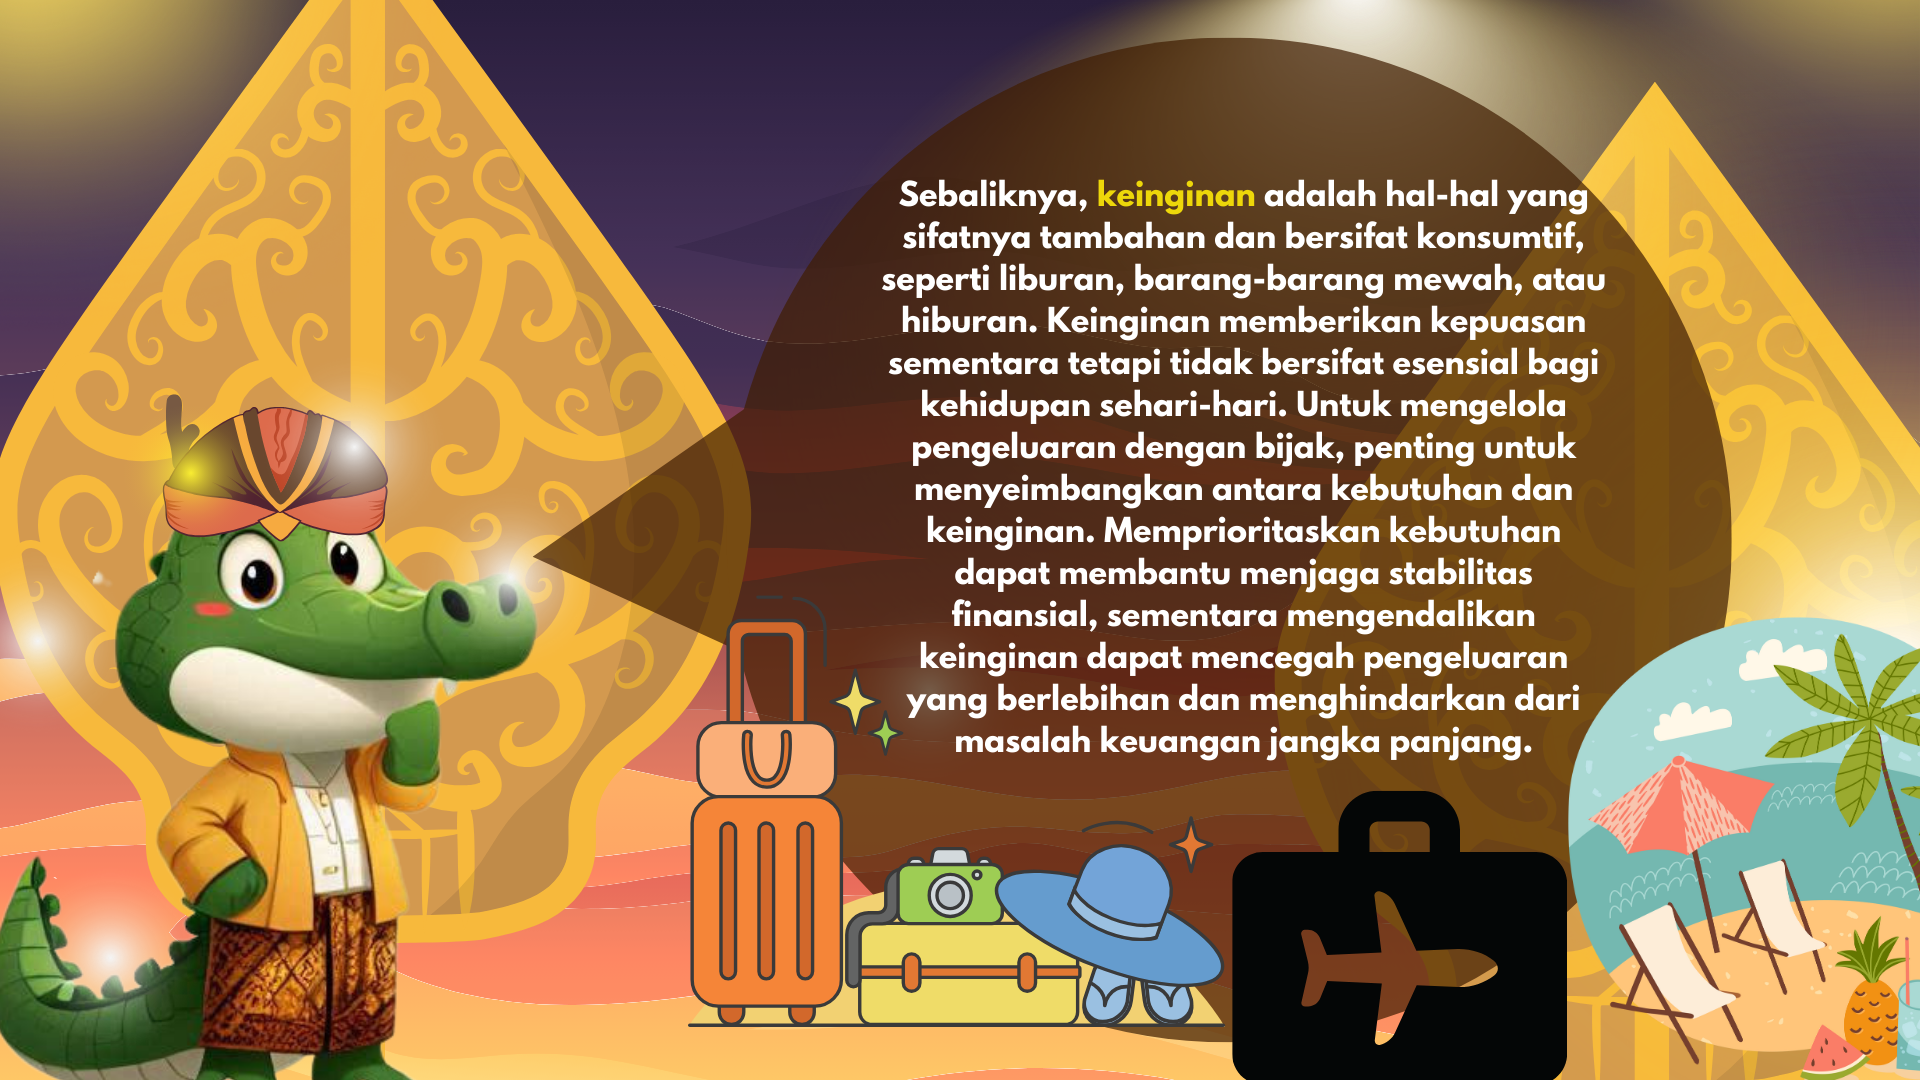 Sebaliknya, keinginan adalah hal-hal yang
sifatnya tambahan dan bersifat konsumtif,
seperti liburan, barang-barang mewah, atau
hiburan. Keinginan memberikan kepuasan
sementara tetapi tidak bersifat esensial bagi
kehidupan sehari-hari. Untuk mengelola
pengeluaran dengan bijak, penting untuk
menyeimbangkan antara kebutuhan dan
keinginan. Memprioritaskan kebutuhan
dapat membantu menjaga stabilitas
finansial, sementara mengendalikan
keinginan dapat mencegah pengeluaran
yang berlebihan dan menghindarkan dari
masalah keuangan jangka panjang.